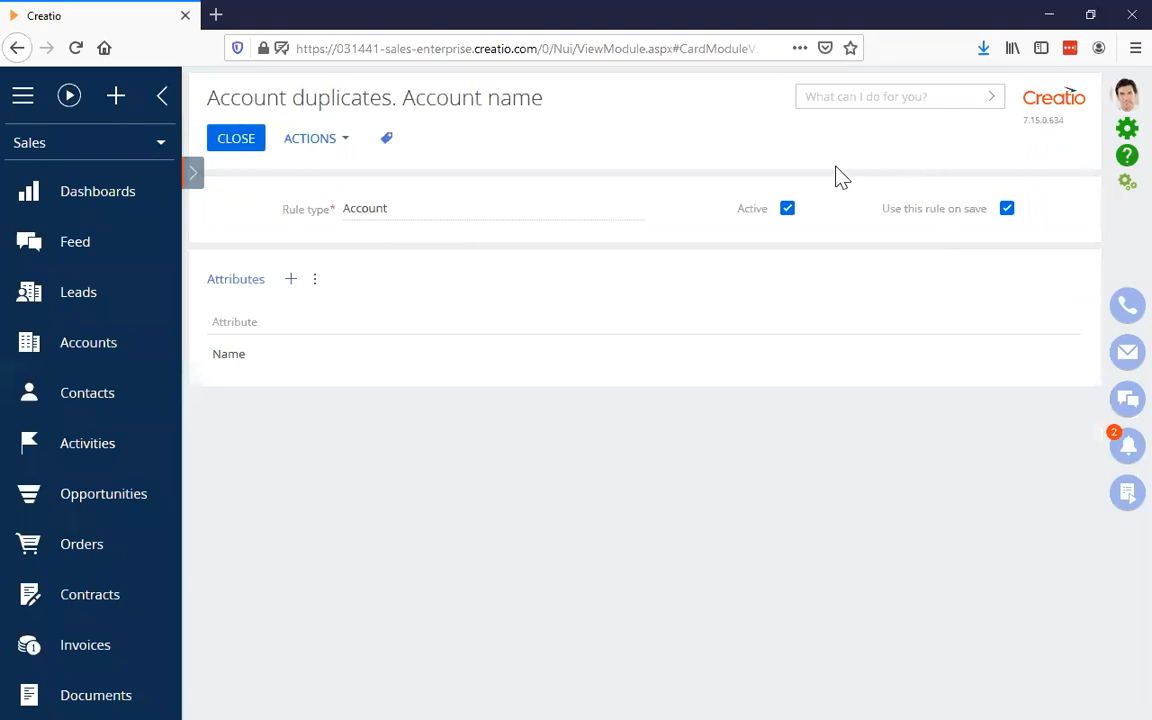 Creatio
https://031441-sales-enterprise.creatio.com/0/Nui/ViewModule.aspx#CardModuleV
Sales
Dashboards
Feed
Leads
Accounts
Contacts
Activities
Opportunities
Orders
Contracts
Invoices
Documents
Account duplicates. Account name
What can I do for you?
Creatio
7.15.0.634
CLOSE
ACTIONS
Rule type* Account
Active
Use this rule on save
Attributes
Attribute
Name
2